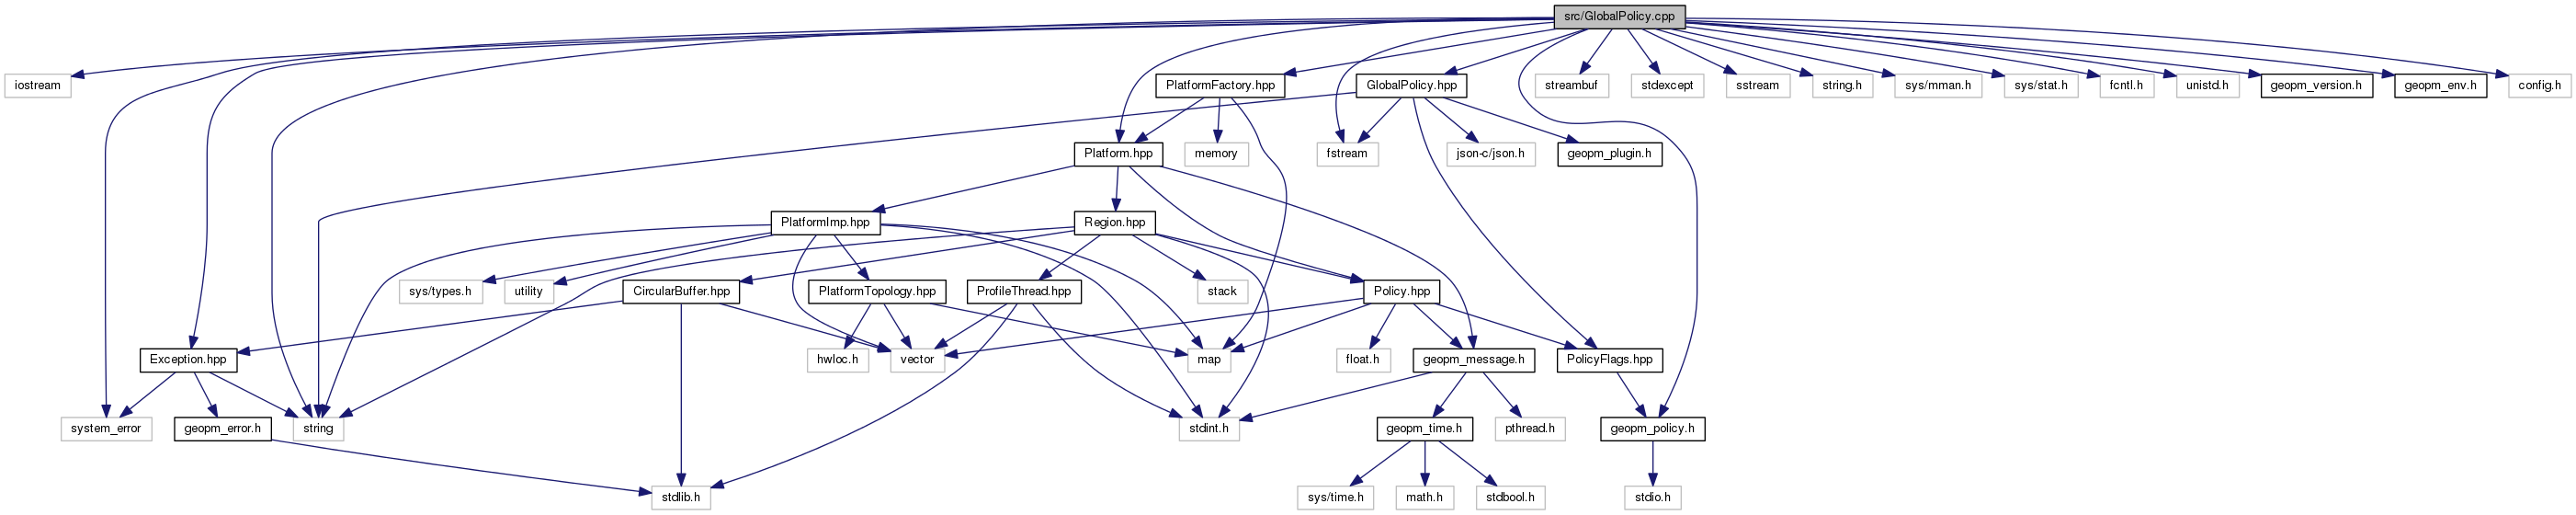 src/GlobalPolicy.cpp
iostream
PlatformFactory.hpp
GlobalPolicy.hpp
streambuf
stdexcept
sstream
string.h
sys/mman.h
sys/stat.h
fcntl.h
unistd.h
geopm_version.h
geopm_env.h
config.h
Platform.hpp
memory
fstream
json-c/json.h
geopm_plugin.h
PlatformImp.hpp
Region.hpp
sys/types.h
utility
CircularBuffer.hpp
PlatformTopology.hpp
ProfileThread.hpp
stack
Policy.hpp
Exception.hpp
hwloc.h
vector
map
float.h
geopm_message.h
PolicyFlags.hpp
system_error
geopm_error.h
string
stdint.h
geopm_time.h
pthread.h
geopm_policy.h
stdlib.h
sys/time.h
math.h
stdbool.h
stdio.h